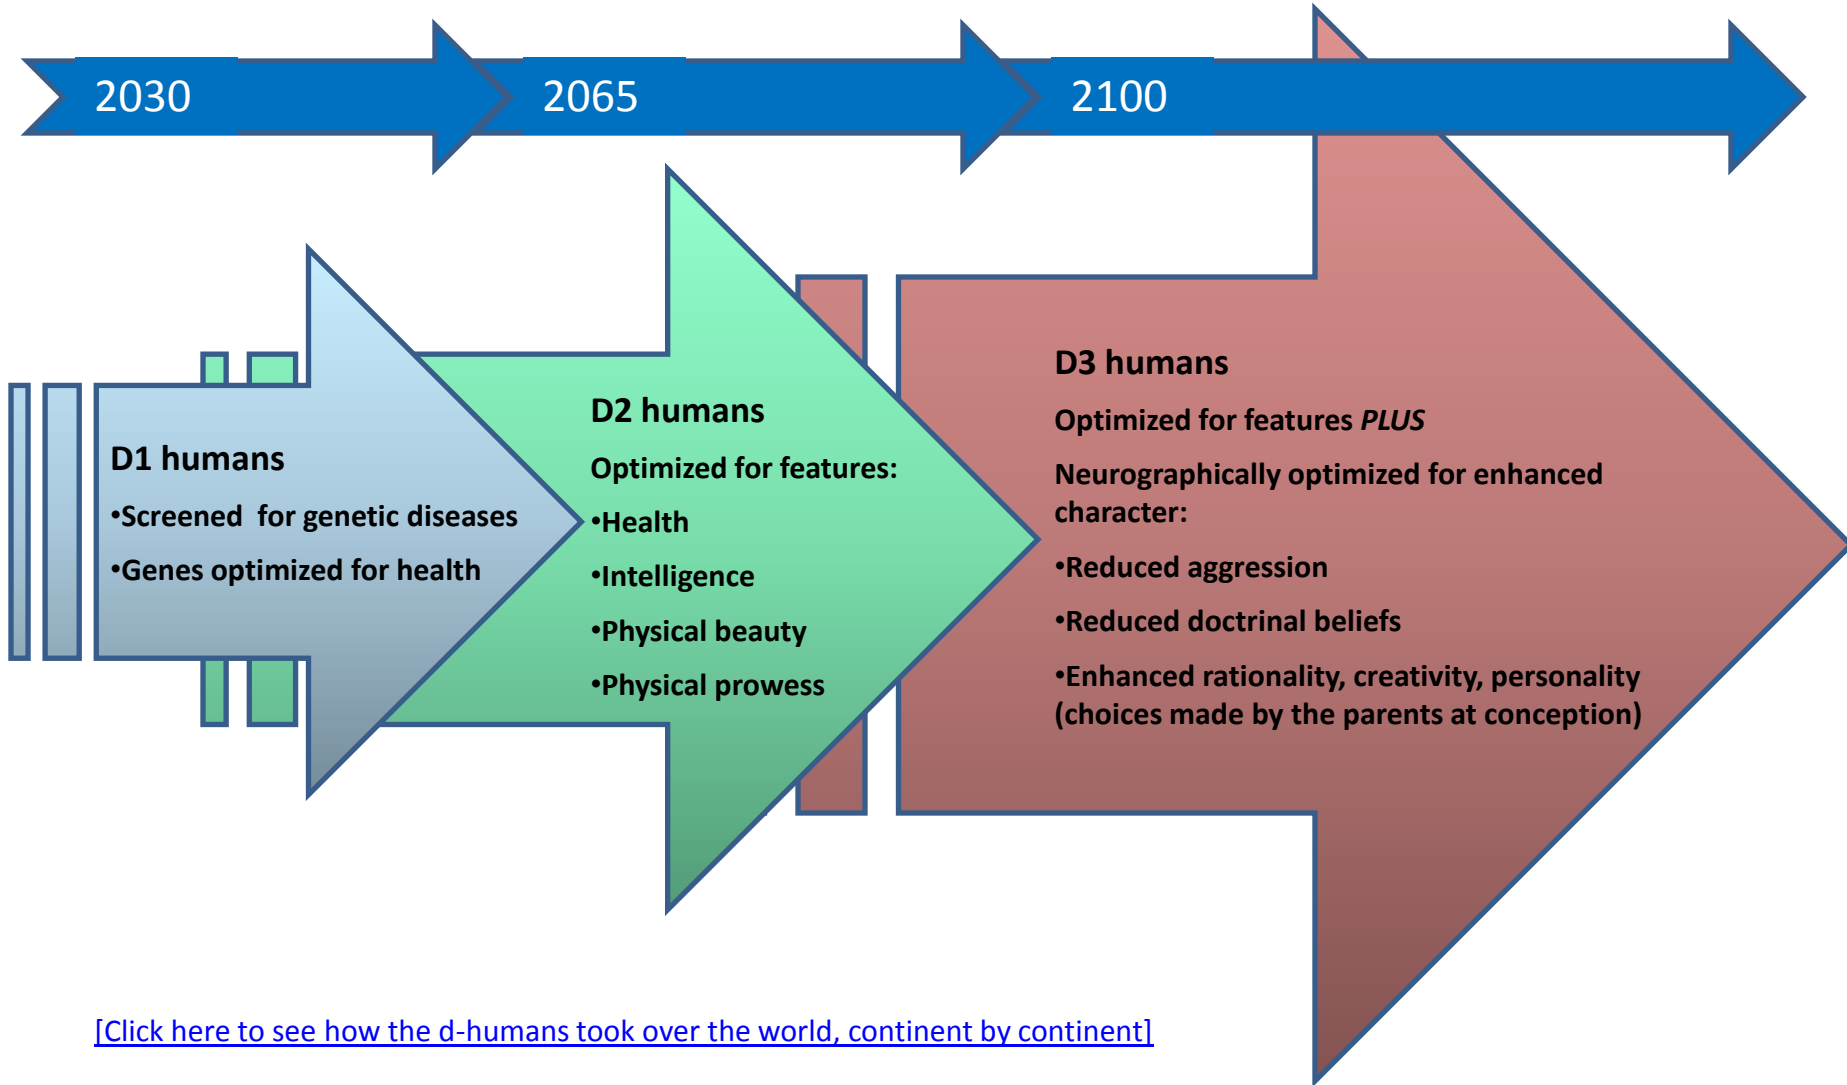 2030
2065
2100
D1 humans
•Screened  for genetic diseases
•Genes optimized for health
D2 humans
Optimized for features:
•Health
•Intelligence
•Physical beauty
•Physical prowess
D3 humans
Optimized for features PLUS
Neurographically optimized for enhanced
character:
•Reduced aggression
•Reduced doctrinal beliefs
•Enhanced rationality, creativity, personality
(choices made by the parents at conception)
[Click here to see how the d-humans took over the world, continent by continent]